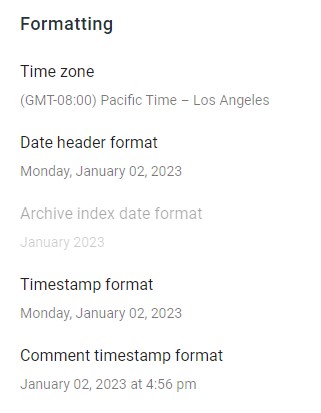 Formatting
Time zone
(GMT-08:00) Pacific Time – Los Angeles
Date header format
Monday, January 02, 2023
Archive index date format
January 2023
Timestamp format
Monday, January 02, 2023
Comment timestamp format
January 02, 2023 at 4:56 pm